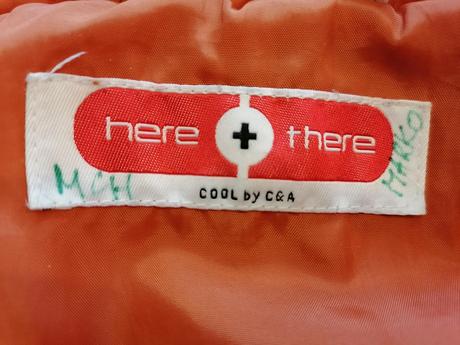 here + there
COOL by C&A
MARKO